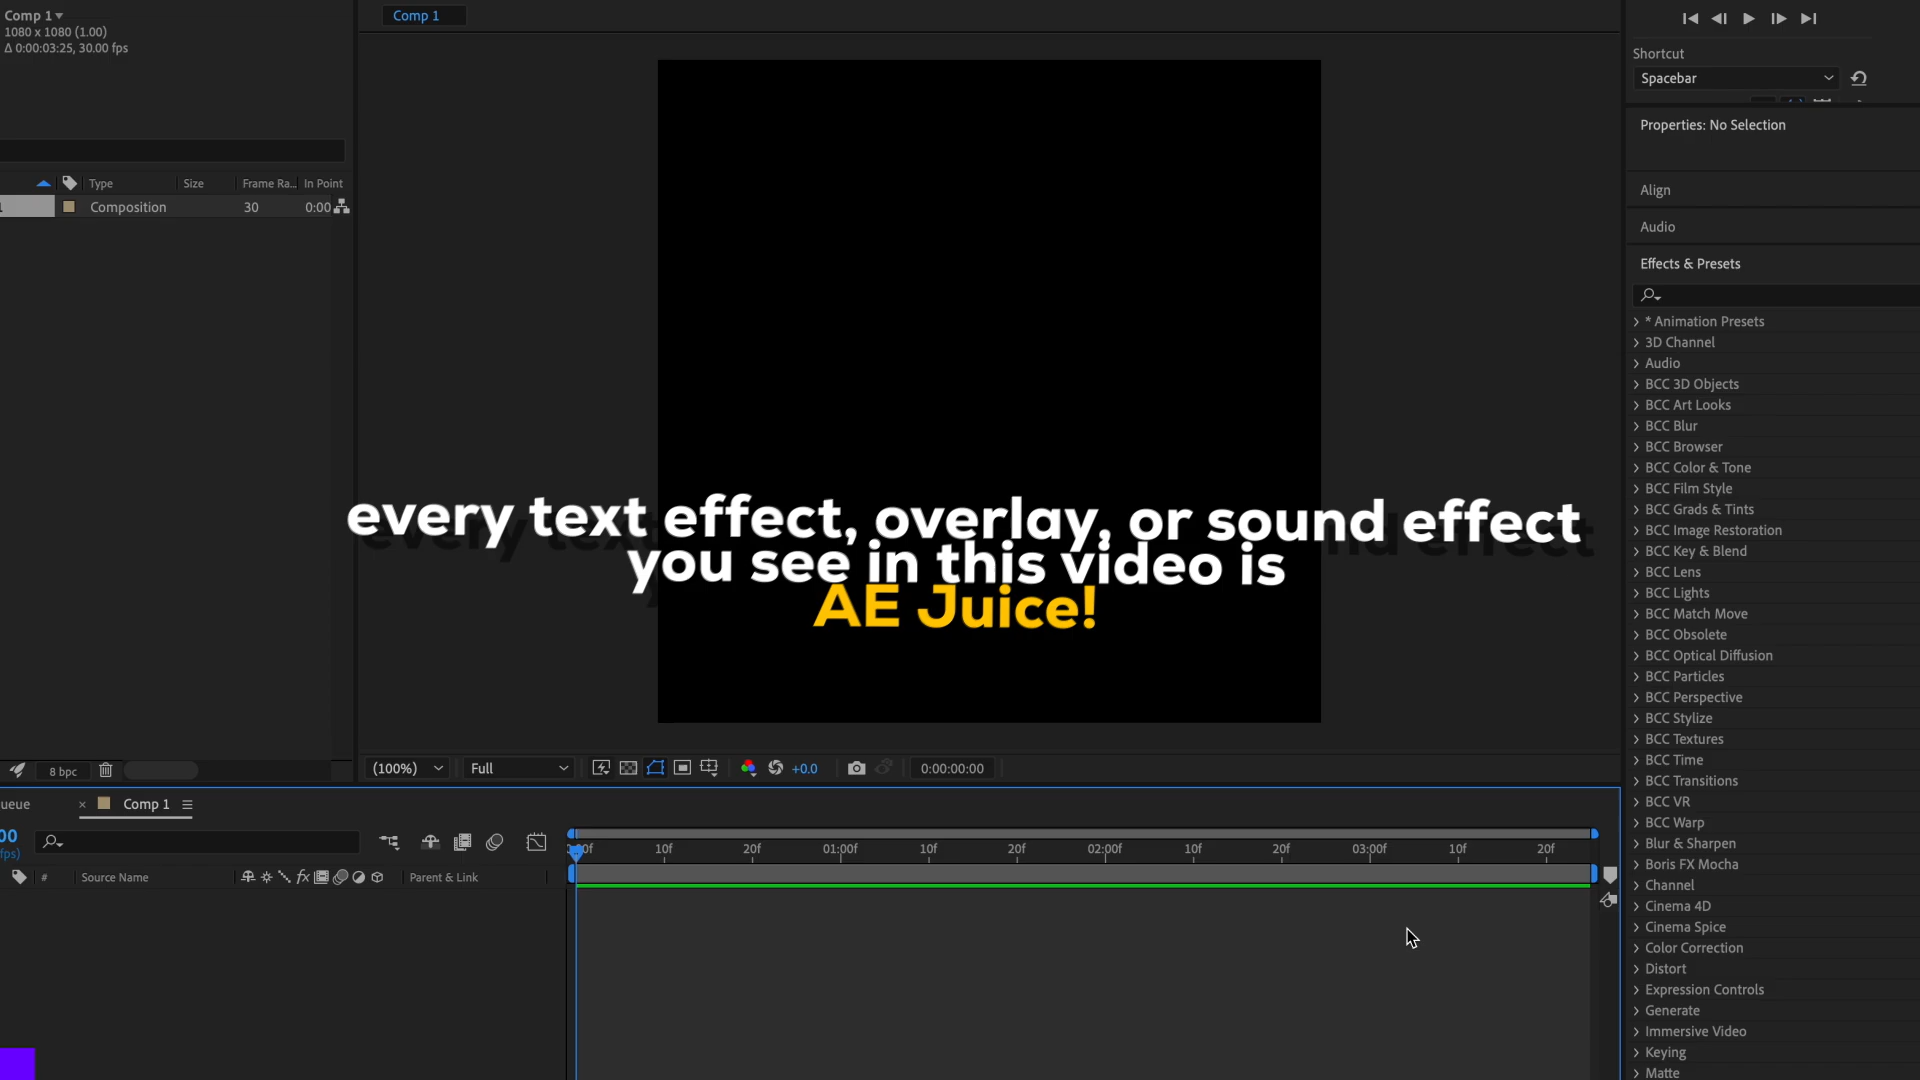 Comp 1
1080 x 1080 (1.00)
Δ 0:00:03:25, 30.00 fps
Type Size Frame Ra... In Point
Composition 30 0:00
8 bpc
Comp 1
every text effect, overlay, or sound effect
you see in this video is
AE Juice!
(100%) Full +0.0 0:00:00:00
ueue × Comp 1
00
fps)
# Source Name fx Parent & Link
00f 10f 20f 01:00f 10f 20f 02:00f 10f 20f 03:00f 10f 20f
Shortcut
Spacebar
Properties: No Selection
Align
Audio
Effects & Presets
* Animation Presets
3D Channel
Audio
BCC 3D Objects
BCC Art Looks
BCC Blur
BCC Browser
BCC Color & Tone
BCC Film Style
BCC Grads & Tints
BCC Image Restoration
BCC Key & Blend
BCC Lens
BCC Lights
BCC Match Move
BCC Obsolete
BCC Optical Diffusion
BCC Particles
BCC Perspective
BCC Stylize
BCC Textures
BCC Time
BCC Transitions
BCC VR
BCC Warp
Blur & Sharpen
Boris FX Mocha
Channel
Cinema 4D
Cinema Spice
Color Correction
Distort
Expression Controls
Generate
Immersive Video
Keying
Matte